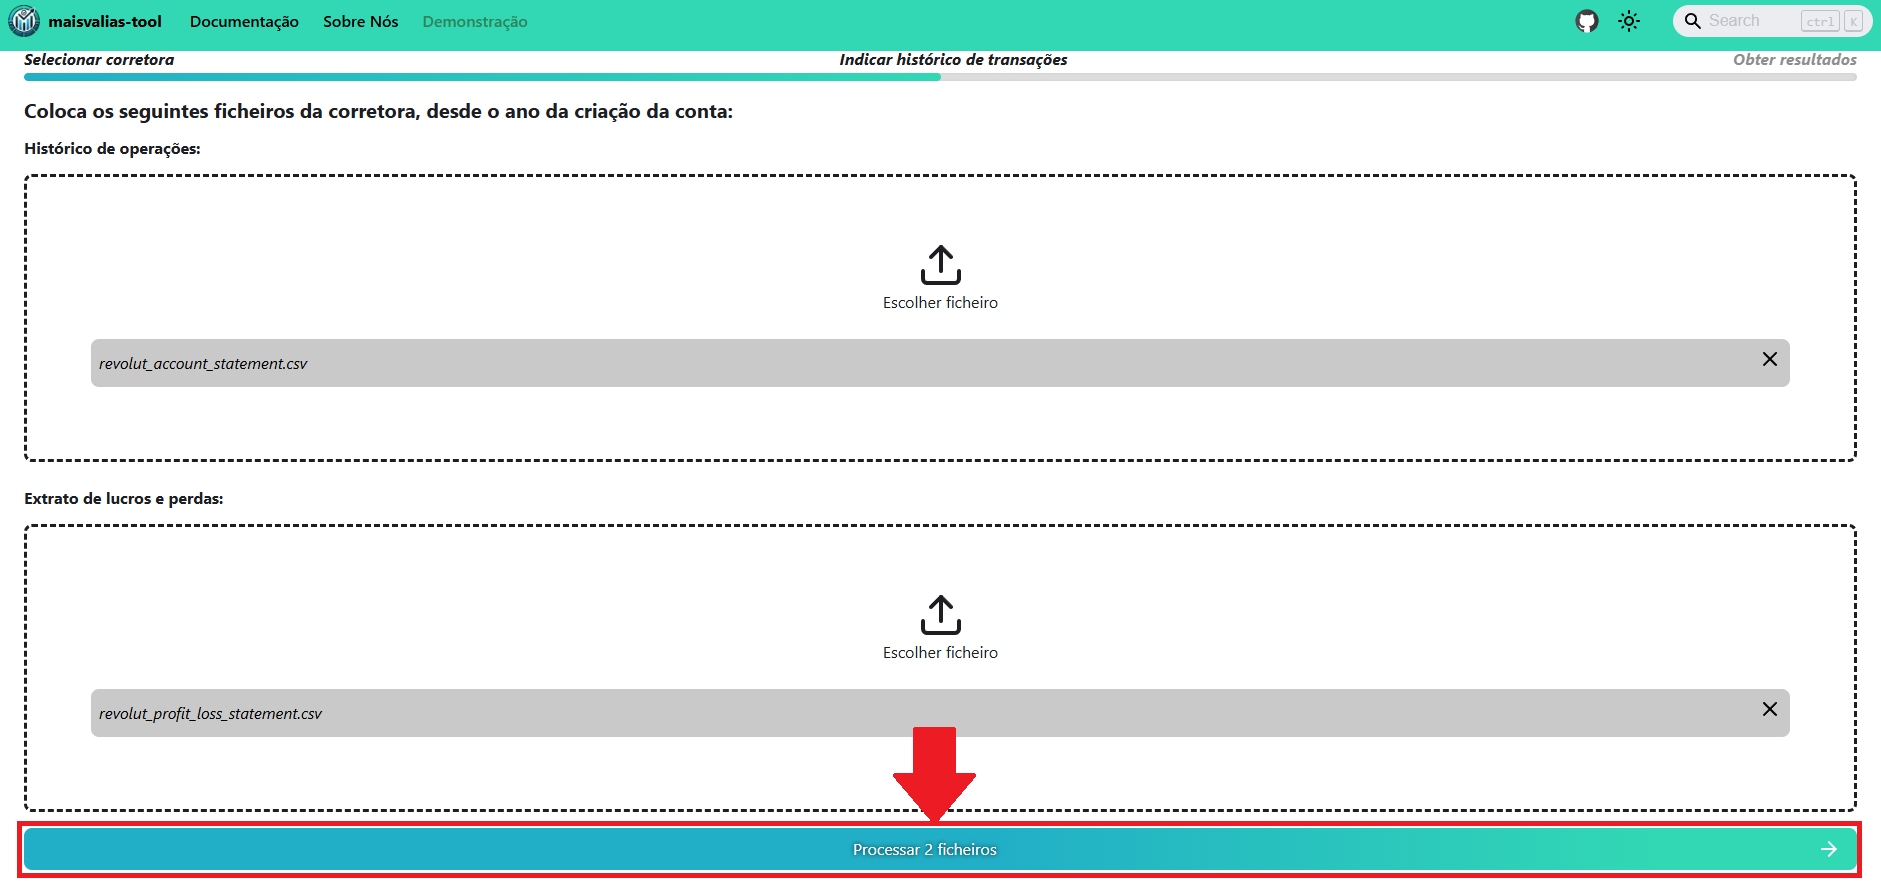 maisvalias-tool Documentação Sobre Nós Demonstração Search ctrl K
Selecionar corretora Indicar histórico de transações Obter resultados
Coloca os seguintes ficheiros da corretora, desde o ano da criação da conta:
Histórico de operações:
Escolher ficheiro
revolut_account_statement.csv
Extrato de lucros e perdas:
Escolher ficheiro
revolut_profit_loss_statement.csv
Processar 2 ficheiros